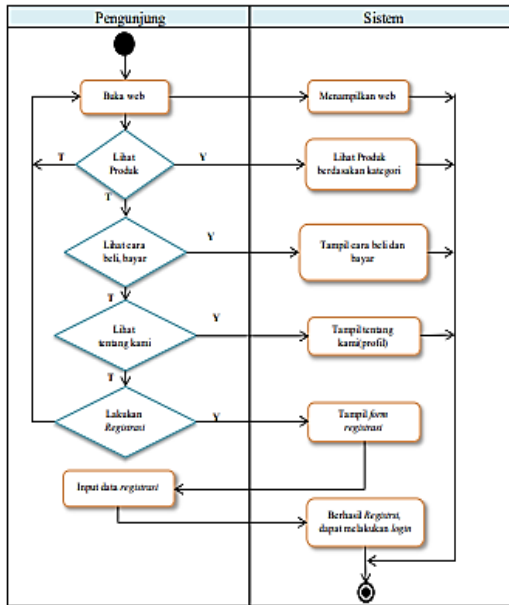 Pengunjung
Sistem
Buka web
Menampilkan web
T
Lihat
Produk
Y
Lihat Produk
berdasakan kategori
T
Lihat cara
beli, bayar
Y
Tampil cara beli dan
bayar
T
Lihat
tentang kami
Y
Tampil tentang
kami(profil)
T
Lakukan
Registrasi
Y
Tampil form
registrasi
Input data registrasi
Berhasil Registrsi,
dapat melakukan login